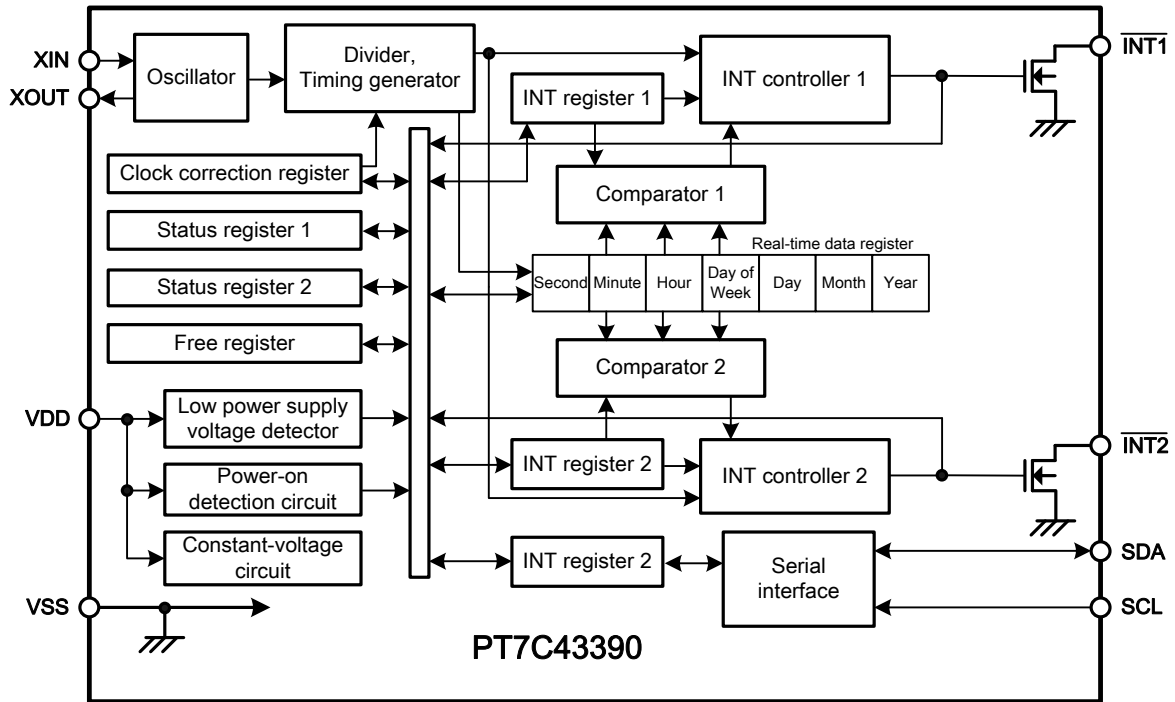 XIN
XOUT
Oscillator
Divider,
Timing generator
INT register 1
INT controller 1
INT1
Clock correction register
Comparator 1
Status register 1
Real-time data register
Second
Minute
Hour
Day of
Week
Day
Month
Year
Status register 2
Free register
Comparator 2
VDD
Low power supply
voltage detector
INT2
INT register 2
INT controller 2
Power-on
detection circuit
Constant-voltage
circuit
INT register 2
Serial
interface
SDA
VSS
SCL
PT7C43390